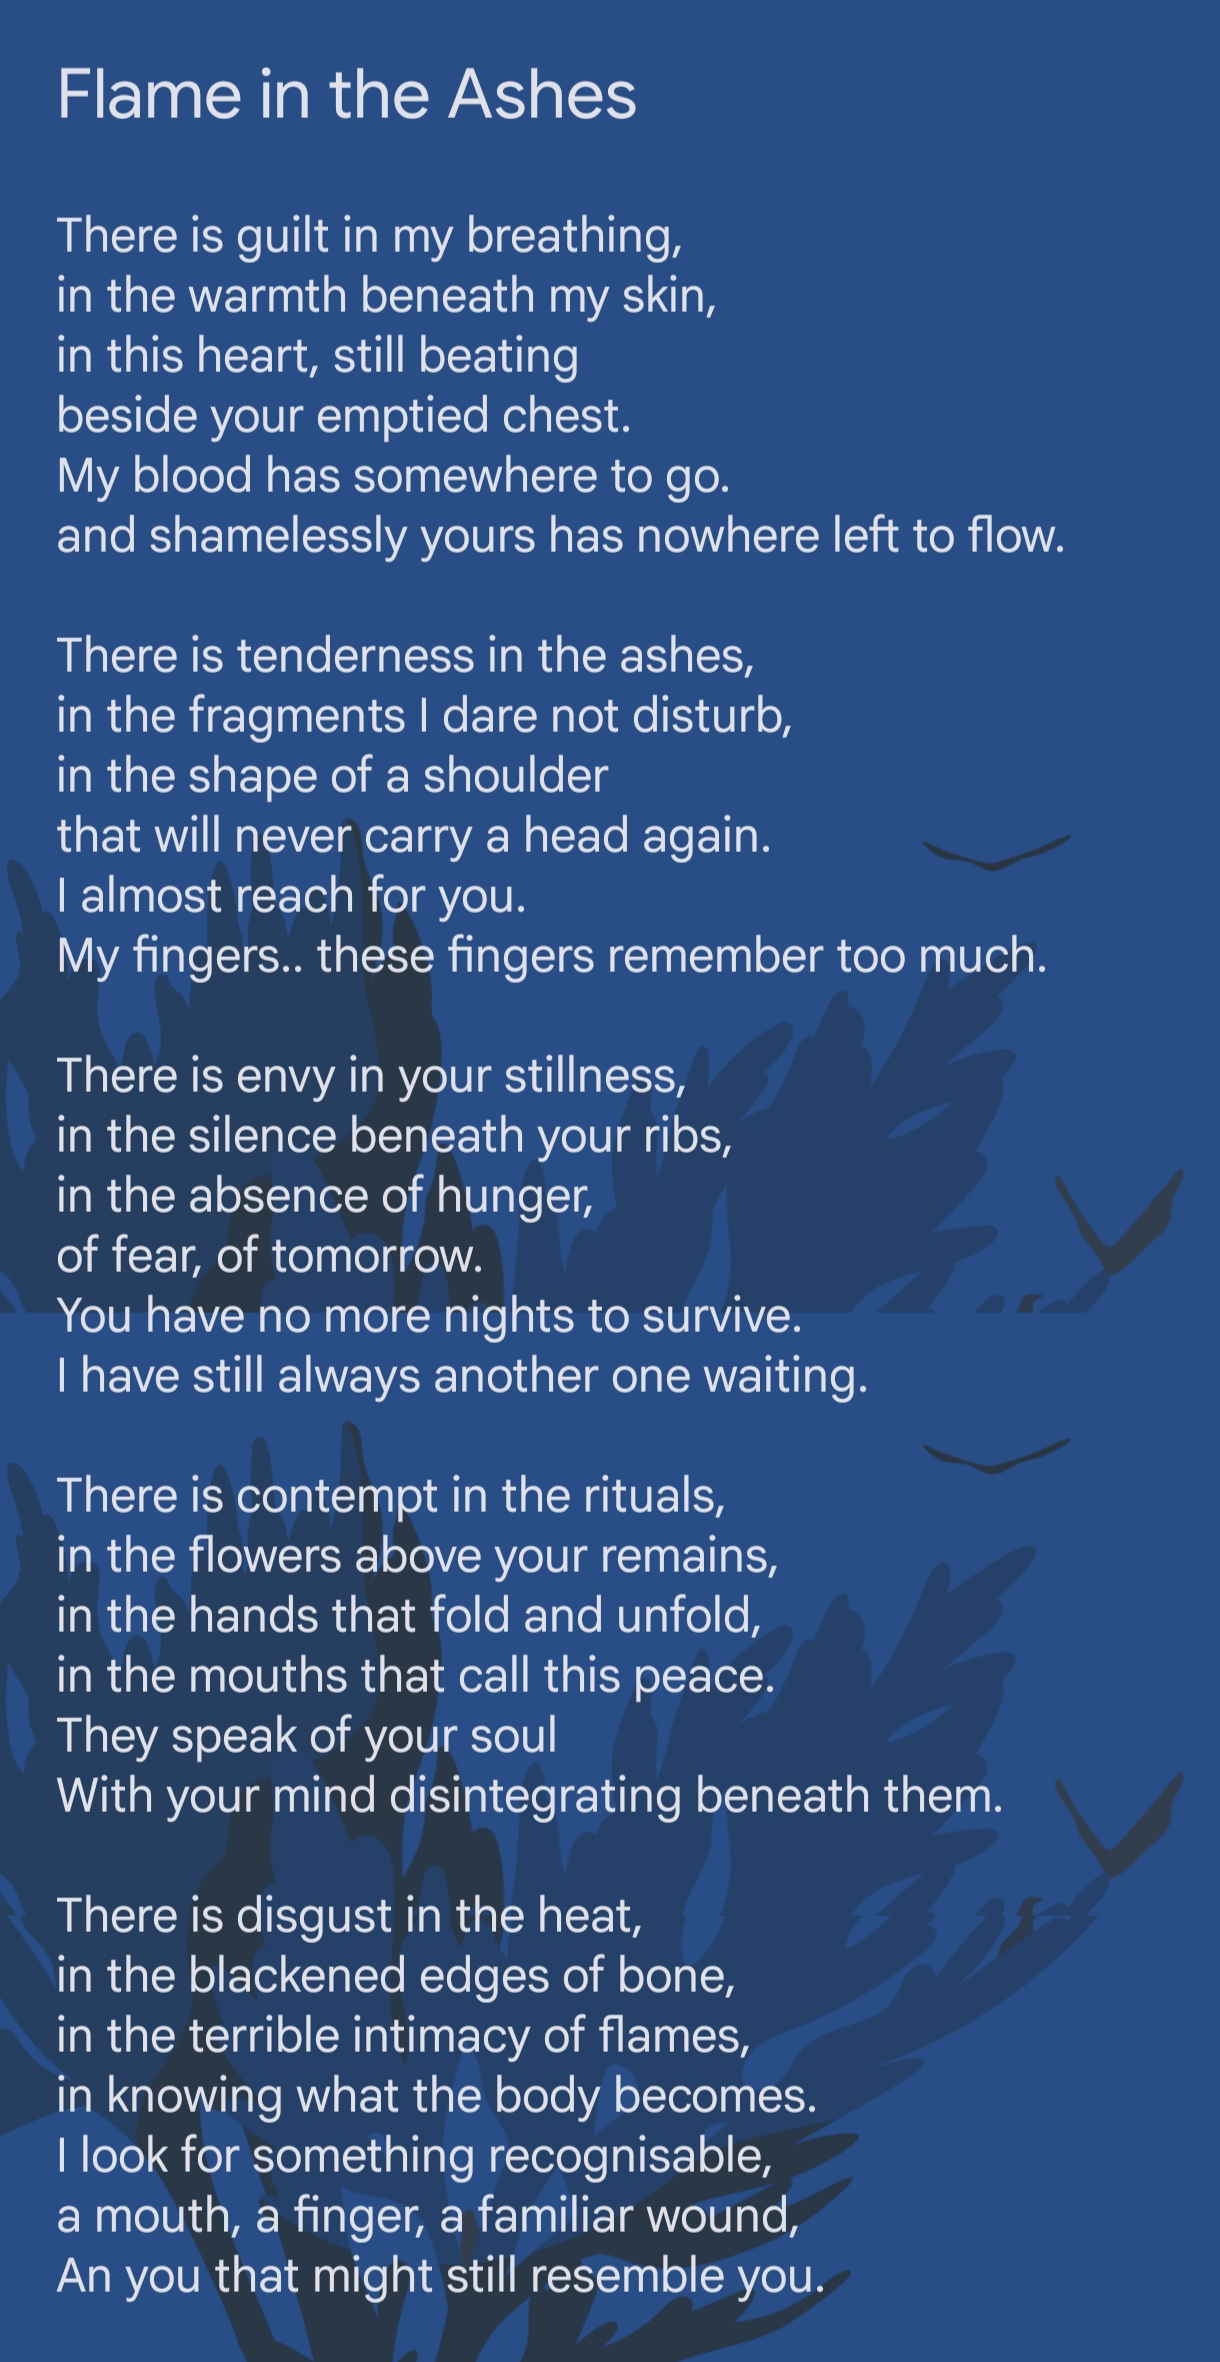 Flame in the Ashes
There is guilt in my breathing,
in the warmth beneath my skin,
in this heart, still beating
beside your emptied chest.
My blood has somewhere to go.
and shamelessly yours has nowhere left to flow.
There is tenderness in the ashes,
in the fragments I dare not disturb,
in the shape of a shoulder
that will never carry a head again.
I almost reach for you.
My fingers.. these fingers remember too much.
There is envy in your stillness,
in the silence beneath your ribs,
in the absence of hunger,
of fear, of tomorrow.
You have no more nights to survive.
I have still always another one waiting.
There is contempt in the rituals,
in the flowers above your remains,
in the hands that fold and unfold,
in the mouths that call this peace.
They speak of your soul
With your mind disintegrating beneath them.
There is disgust in the heat,
in the blackened edges of bone,
in the terrible intimacy of flames,
in knowing what the body becomes.
I look for something recognisable,
a mouth, a finger, a familiar wound,
An you that might still resemble you.